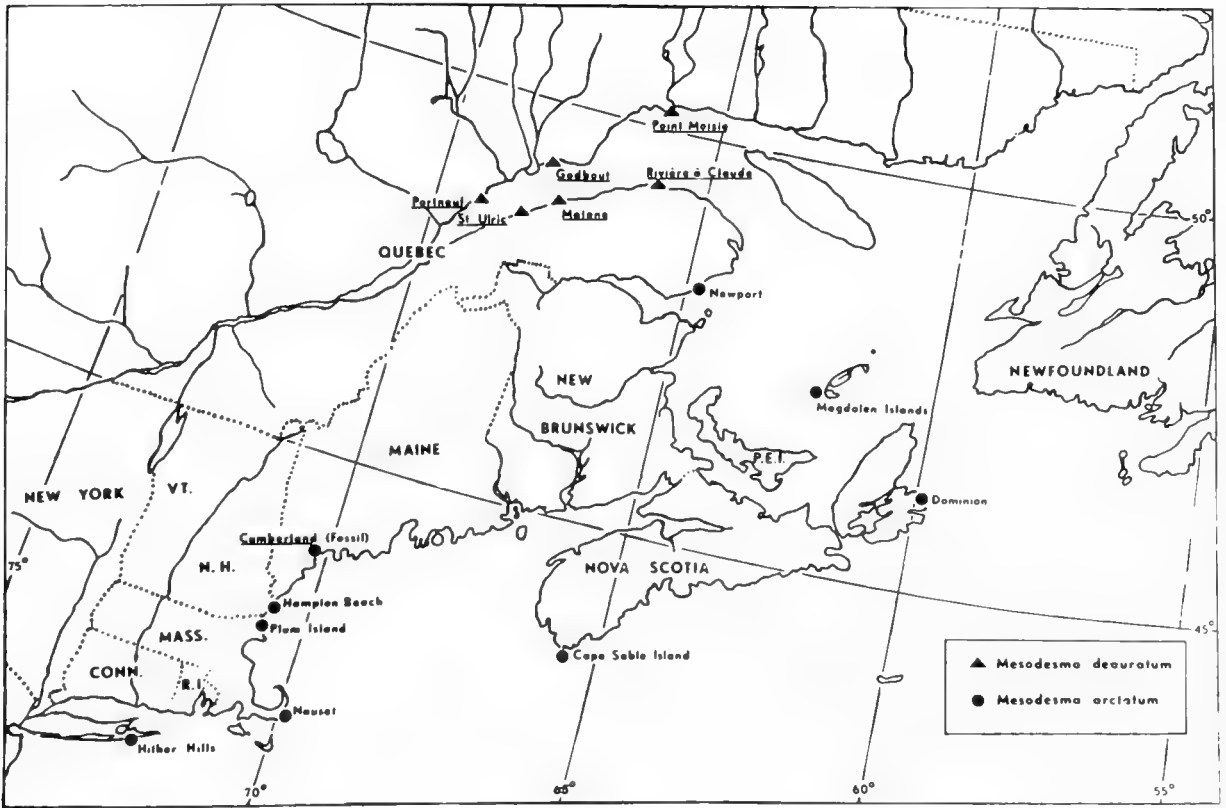 Point Moisie
Godbout
Rivière à Claude
Portneuf
St Ulric
Matane
QUEBEC
50°
Newport
NEWFOUNDLAND
NEW
BRUNSWICK
Magdalen Islands
MAINE
P.E.I.
NEW YORK
VT.
Dominion
Cumberland (Fossil)
75°
N.H.
NOVA SCOTIA
Hampton Beach
Plum Island
MASS.
45°
Cape Sable Island
CONN.
R.I.
Mesodesma deauratum
Mesodesma arctatum
Nauset
Hither Hills
70°
65°
60°
55°